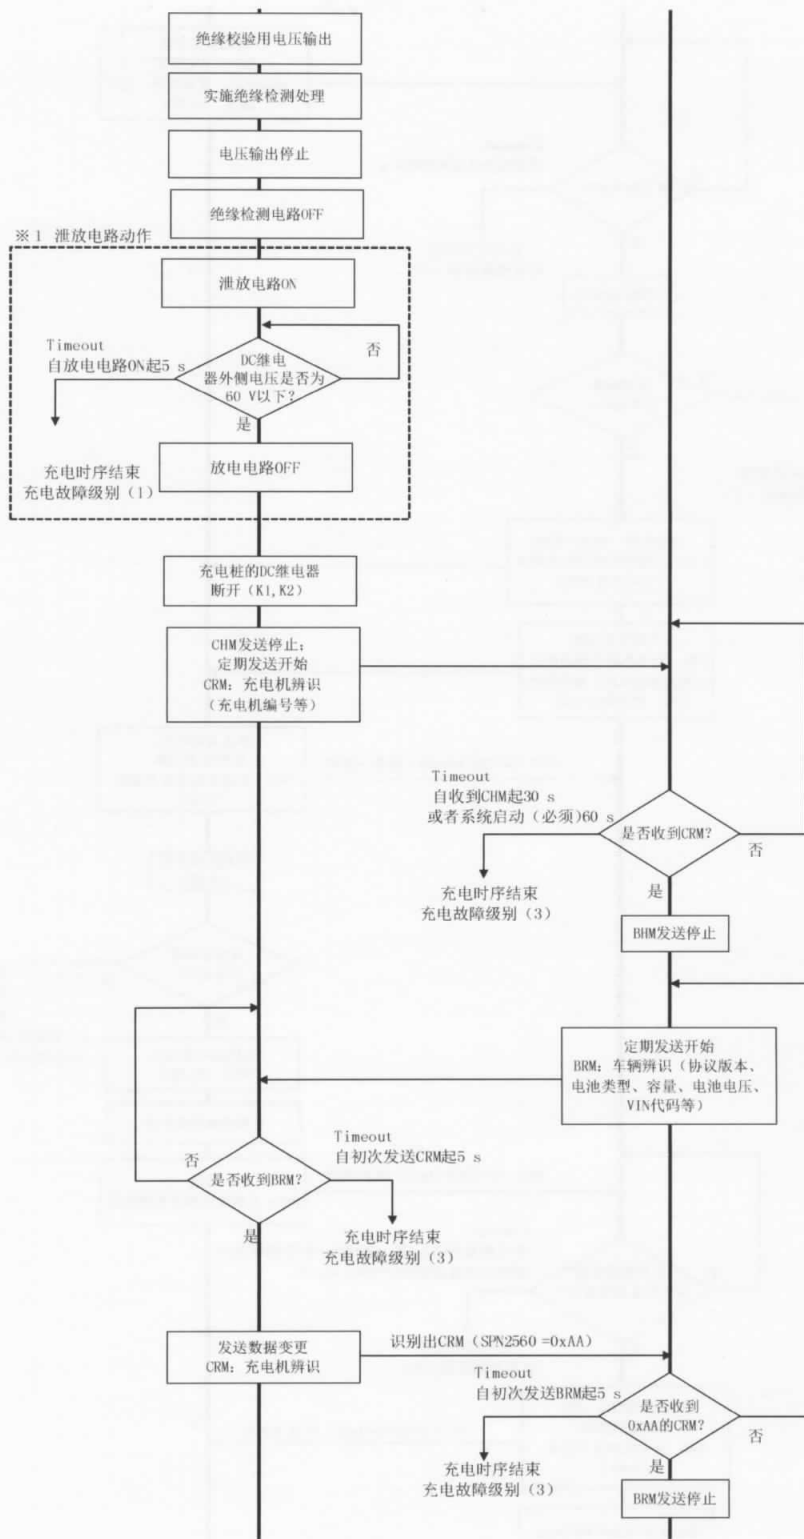 绝缘校验用电压输出
实施绝缘检测处理
电压输出停止
绝缘检测电路OFF
※1 泄放电路动作
泄放电路ON
Timeout
自放电电路ON起5 s
否
DC继电
器外侧电压是否为
60 V以下?
是
充电时序结束
充电故障级别(1)
放电电路OFF
充电桩的DC继电器
断开(K1,K2)
CHM发送停止;
定期发送开始
CRM: 充电机辨识
(充电机编号等)
Timeout
自收到CHM起30 s
或者系统启动(必须)60 s
是否收到CRM?
否
是
充电时序结束
充电故障级别(3)
BHM发送停止
定期发送开始
BRM: 车辆辨识(协议版本、
电池类型、容量、电池电压、
VIN代码等)
Timeout
自初次发送CRM起5 s
否
是否收到BRM?
是
充电时序结束
充电故障级别(3)
发送数据变更
CRM: 充电机辨识
识别出CRM(SPN2560 =0xAA)
Timeout
自初次发送BRM起5 s
是否收到
0xAA的CRM?
否
是
充电时序结束
充电故障级别(3)
BRM发送停止